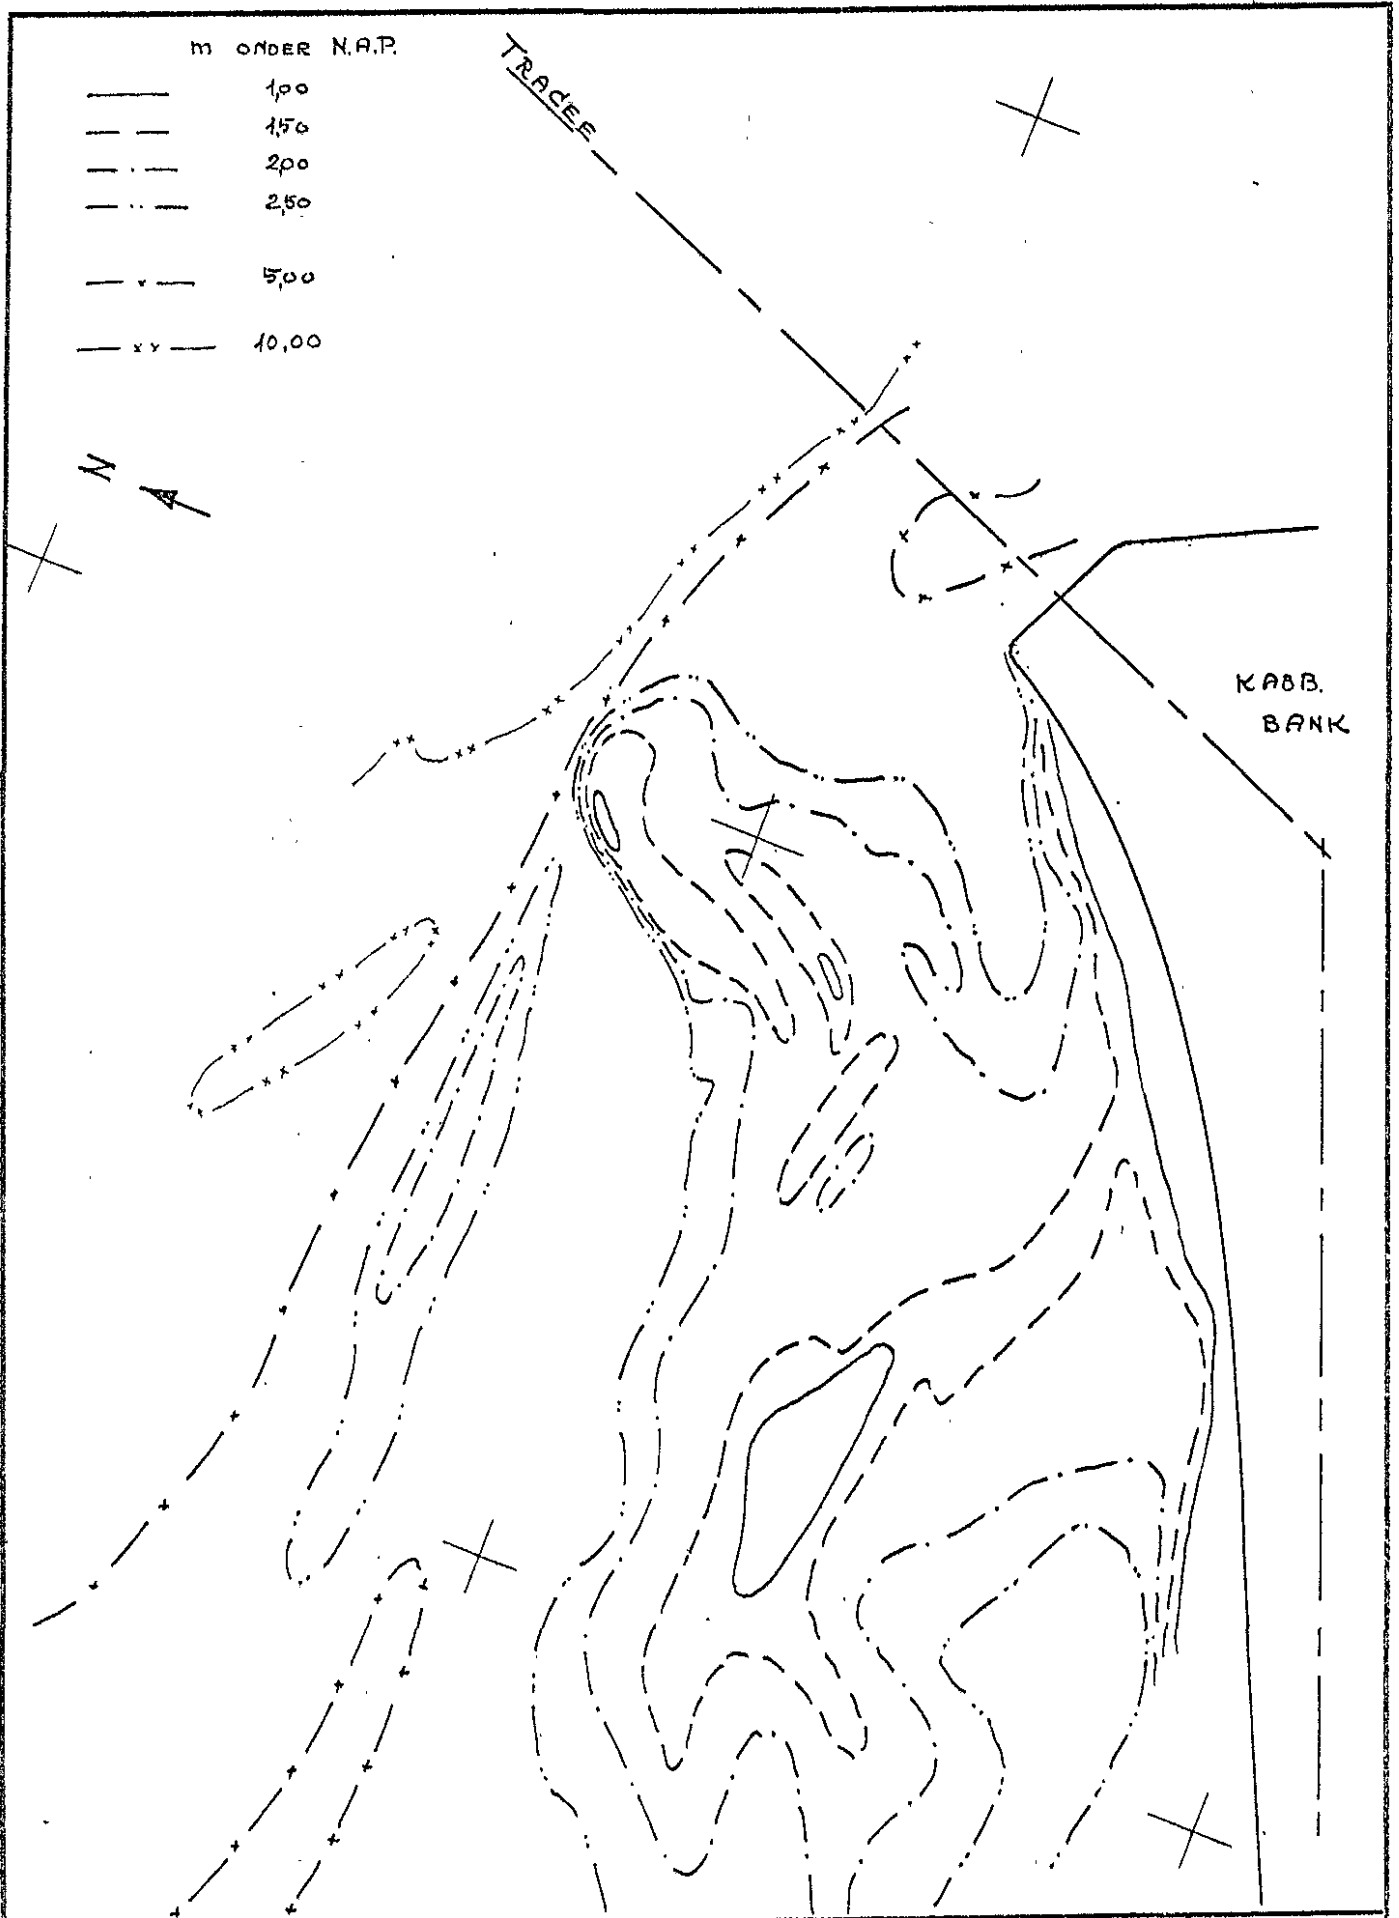 m ONDER N.A.P.
1,00
1,50
2,00
2,50
5,00
10,00
TRACEE
N
KABB.
BANK